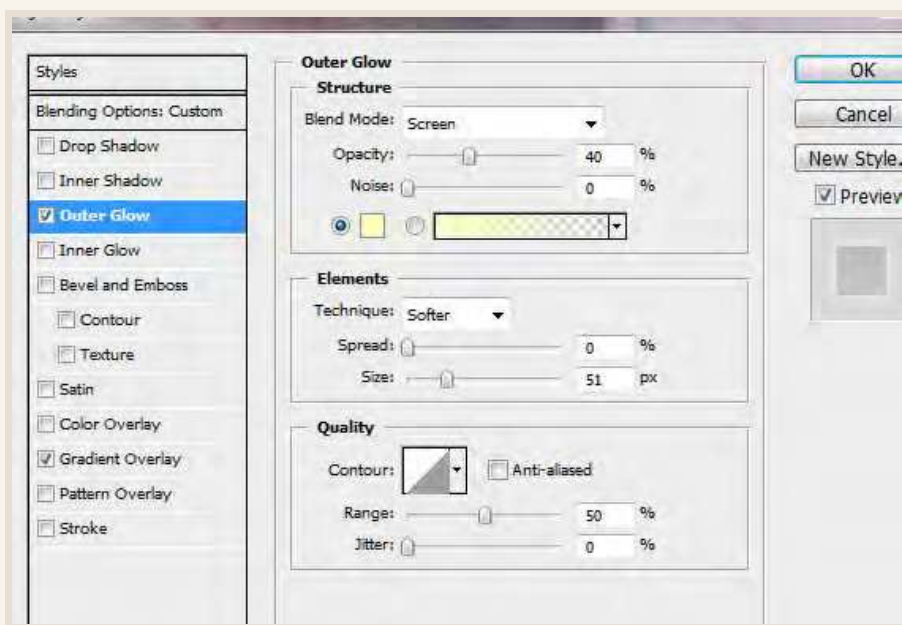 Styles
Blending Options: Custom
Drop Shadow
Inner Shadow
Outer Glow
Inner Glow
Bevel and Emboss
Contour
Texture
Satin
Color Overlay
Gradient Overlay
Pattern Overlay
Stroke
Outer Glow
Structure
Blend Mode: Screen
Opacity: 40 %
Noise: 0 %
Elements
Technique: Softer
Spread: 0 %
Size: 51 px
Quality
Contour: Anti-aliased
Range: 50 %
Jitter: 0 %
OK
Cancel
New Style.
Preview